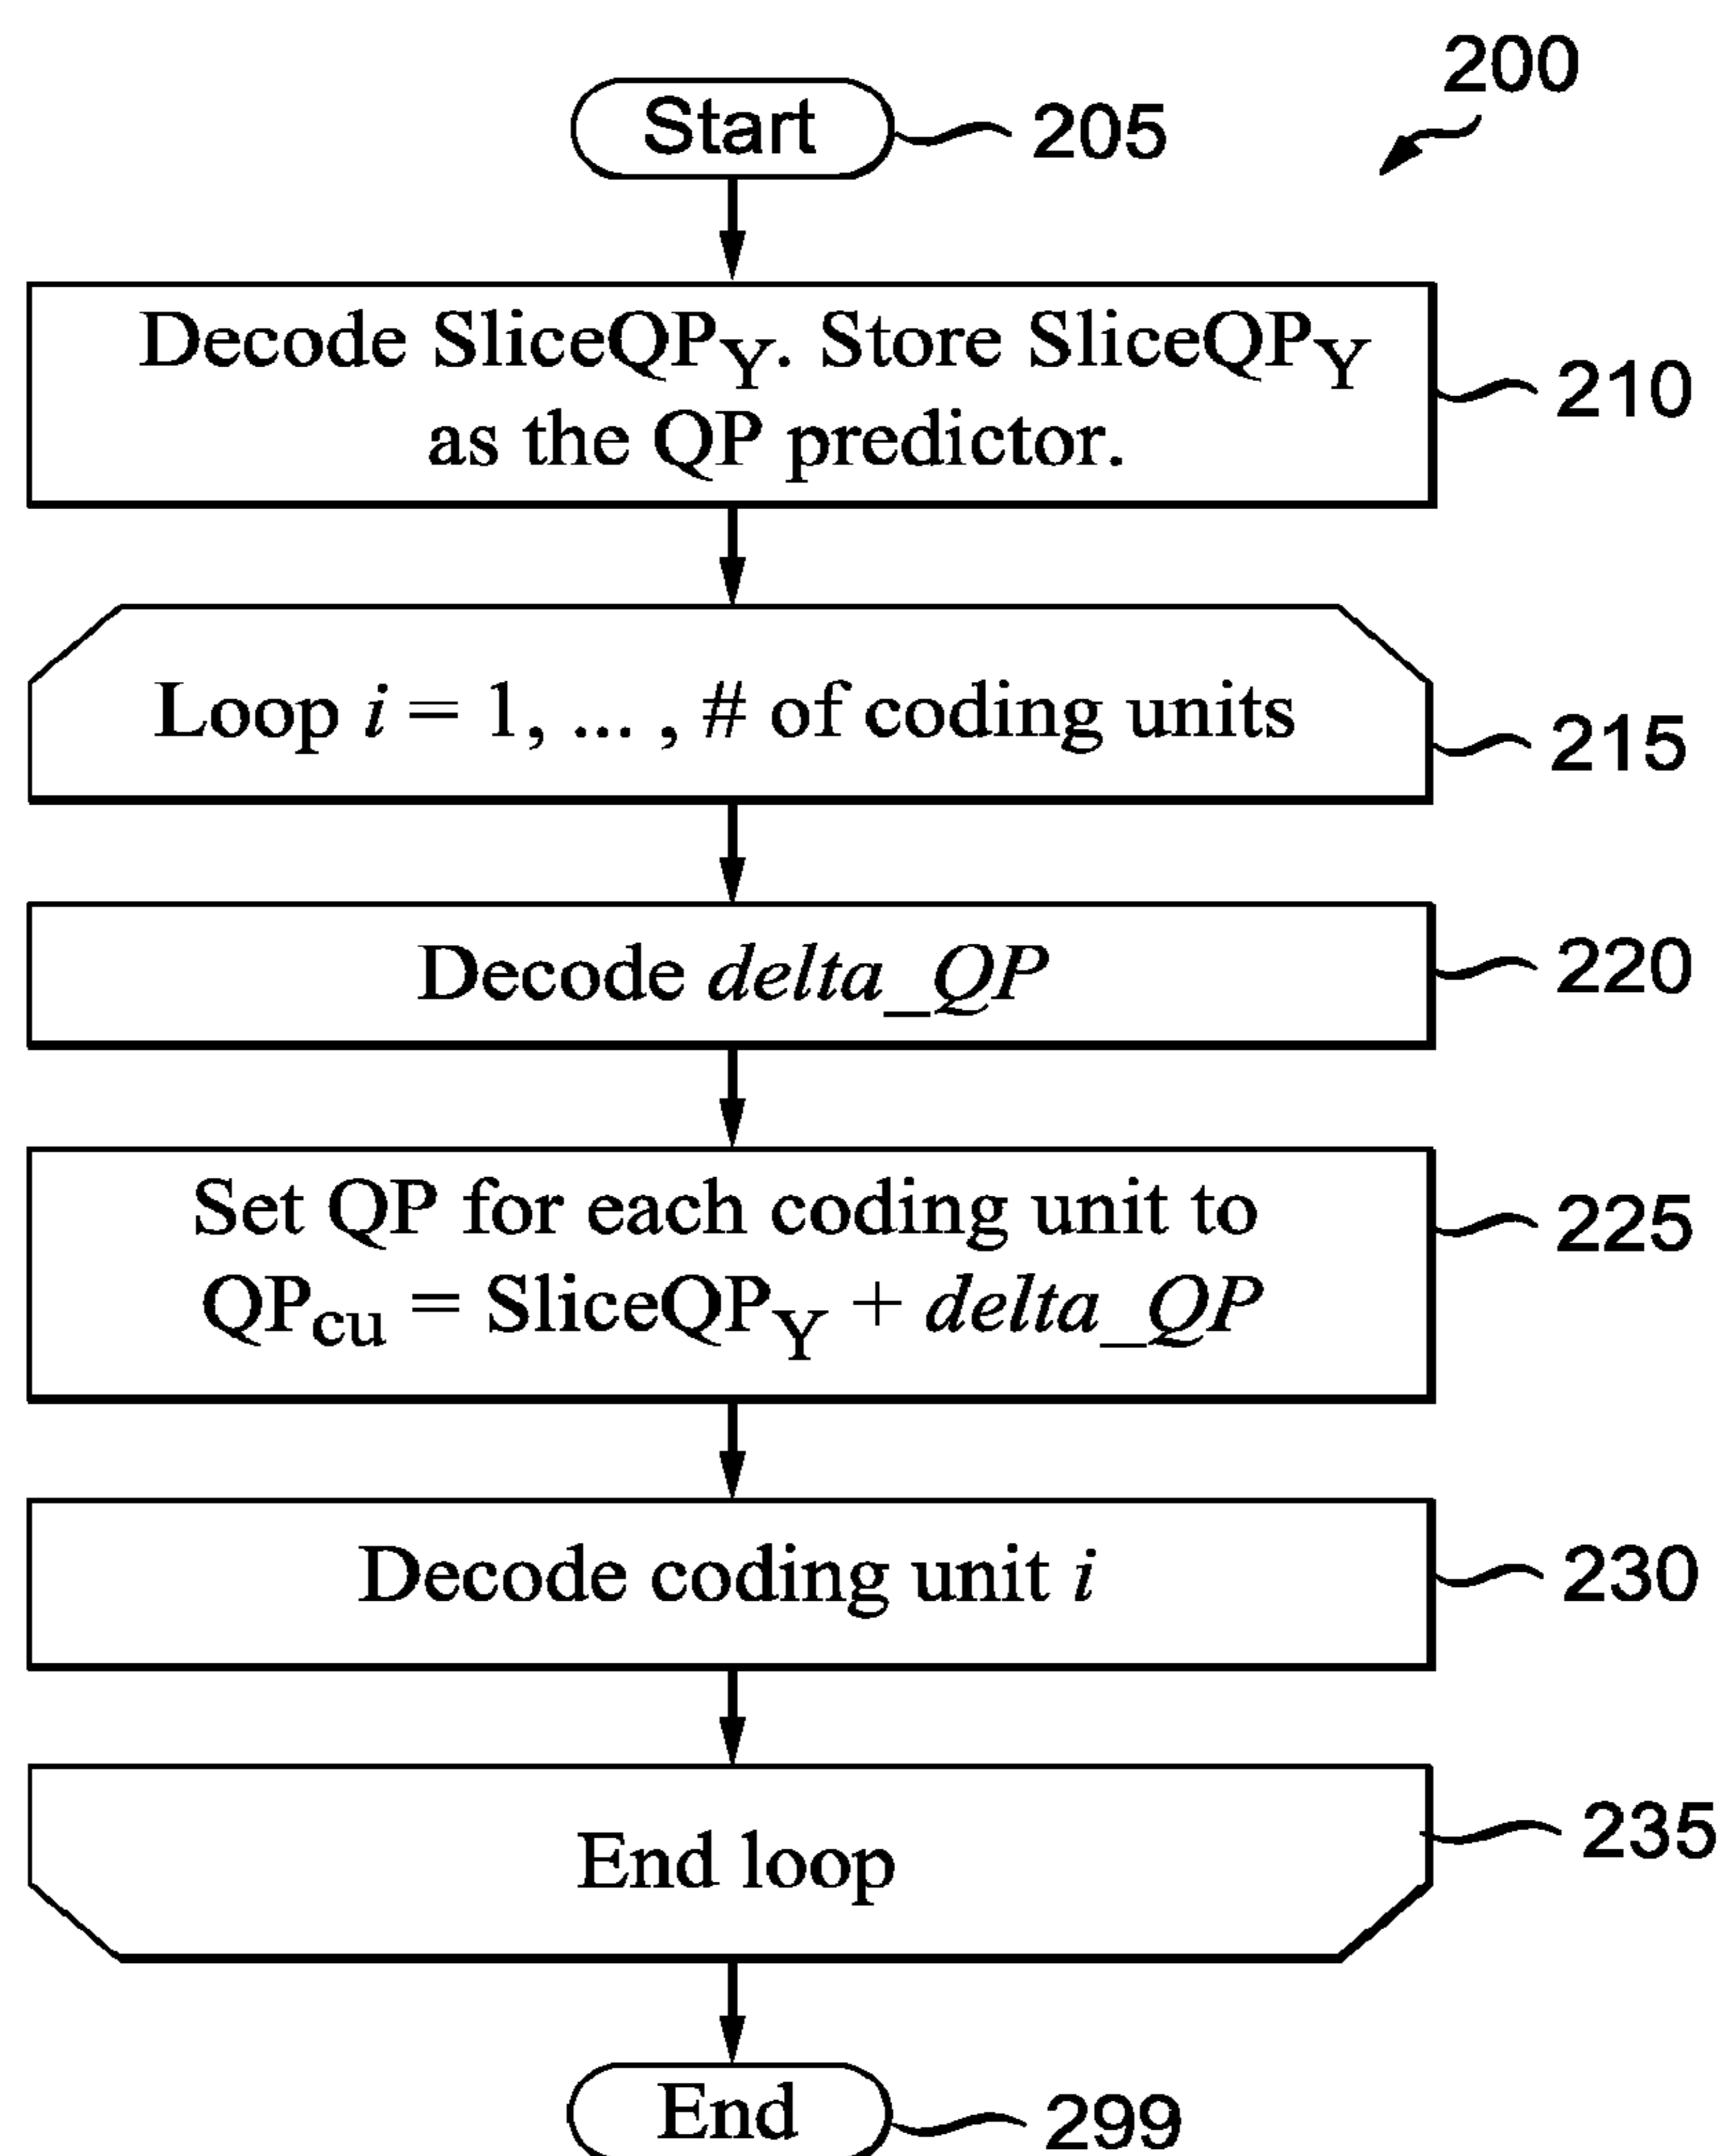 200
Start
205
Decode SliceQPY. Store SliceQPY
as the QP predictor.
210
Loop i = 1, ... , # of coding units
215
Decode delta_QP
220
Set QP for each coding unit to
QPcu = SliceQPY + delta_QP
225
Decode coding unit i
230
End loop
235
End
299